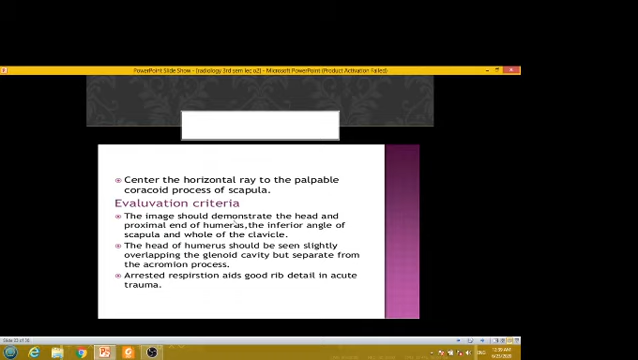 PowerPoint Slide Show - [radiology 3rd sem lec o2] - Microsoft PowerPoint (Product Activation Failed)
Center the horizontal ray to the palpable
coracoid process of scapula.
Evaluvation criteria
The image should demonstrate the head and
proximal end of humerus,the inferior angle of
scapula and whole of the clavicle.
The head of humerus should be seen slightly
overlapping the glenoid cavity but separate from
the acromion process.
Arrested respirstion aids good rib detail in acute
trauma.